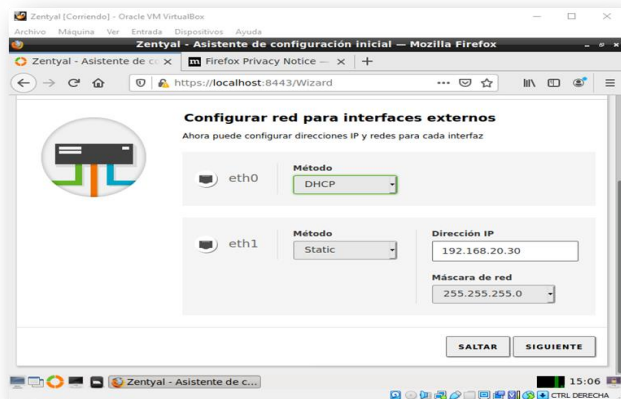 Zentyal [Corriendo] - Oracle VM VirtualBox
Archivo Máquina Ver Entrada Dispositivos Ayuda
Zentyal - Asistente de configuración inicial — Mozilla Firefox
Zentyal - Asistente de co
Firefox Privacy Notice —
https://localhost:8443/Wizard
Configurar red para interfaces externos
Ahora puede configurar direcciones IP y redes para cada interfaz
eth0
Método
DHCP
eth1
Método
Static
Dirección IP
192.168.20.30
Máscara de red
255.255.255.0
SALTAR
SIGUIENTE
Zentyal - Asistente de c...
15:06
CTRL DERECHA